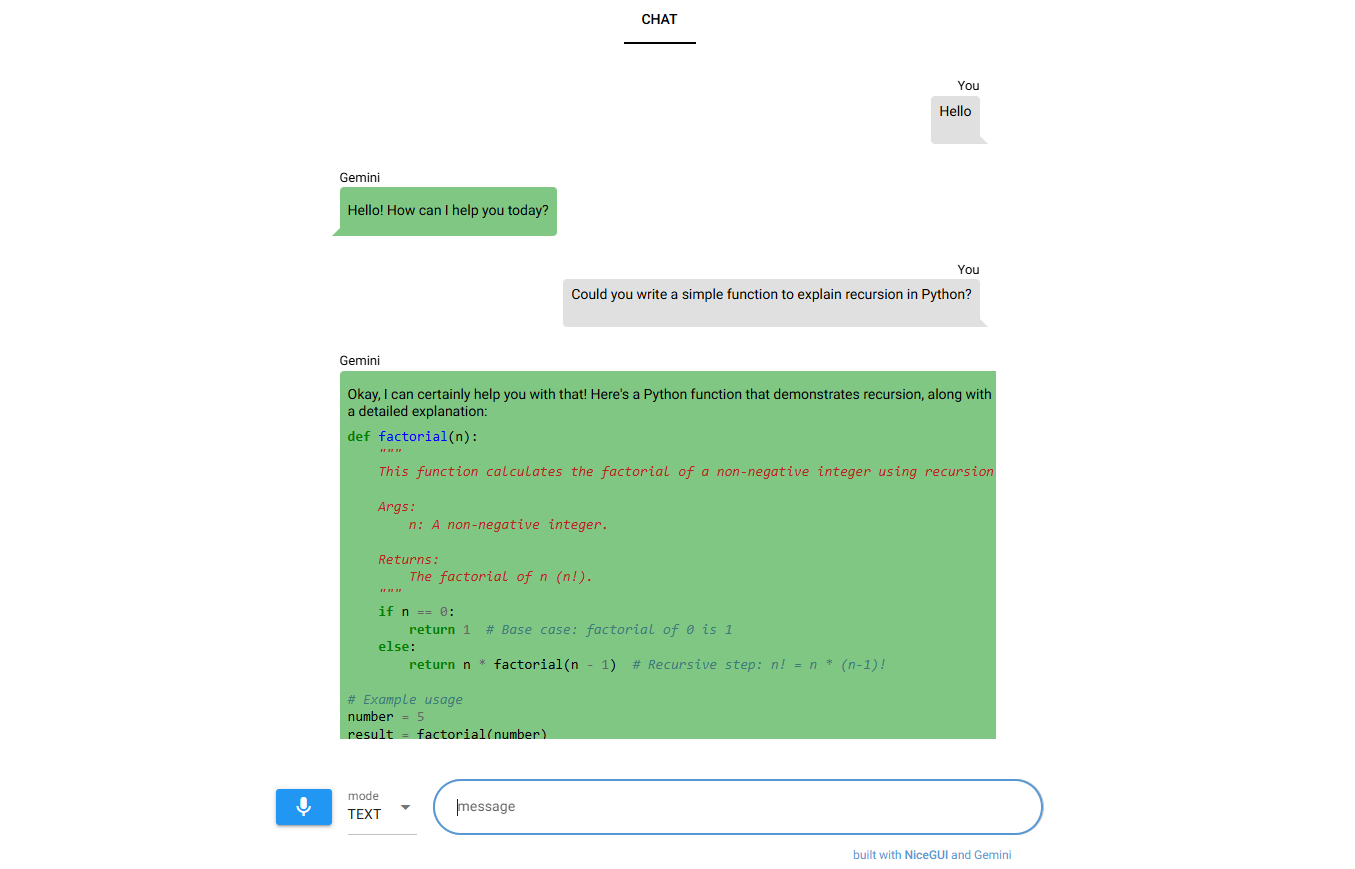 CHAT
You
Hello
Gemini
Hello! How can I help you today?
You
Could you write a simple function to explain recursion in Python?
Gemini
Okay, I can certainly help you with that! Here's a Python function that demonstrates recursion, along with
a detailed explanation:
def factorial(n):
    """
    This function calculates the factorial of a non-negative integer using recursion

    Args:
        n: A non-negative integer.

    Returns:
        The factorial of n (n!).
    """
    if n == 0:
        return 1  # Base case: factorial of 0 is 1
    else:
        return n * factorial(n - 1)  # Recursive step: n! = n * (n-1)!

# Example usage
number = 5
result = factorial(number)
mode
TEXT
message
built with NiceGUI and Gemini